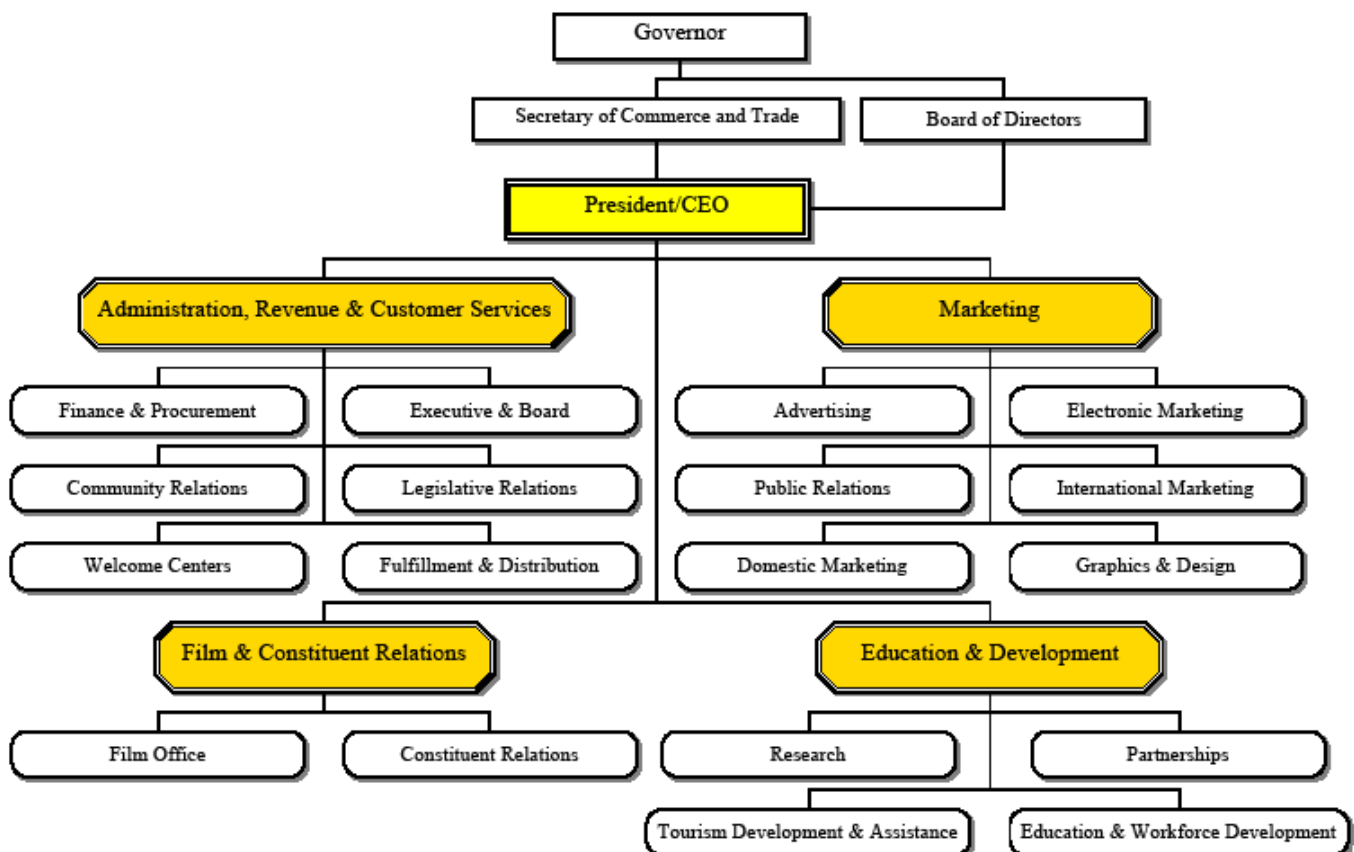 Governor
Secretary of Commerce and Trade
Board of Directors
President/CEO
Administration, Revenue & Customer Services
Marketing
Finance & Procurement
Executive & Board
Advertising
Electronic Marketing
Community Relations
Legislative Relations
Public Relations
International Marketing
Welcome Centers
Fulfillment & Distribution
Domestic Marketing
Graphics & Design
Film & Constituent Relations
Education & Development
Film Office
Constituent Relations
Research
Partnerships
Tourism Development & Assistance
Education & Workforce Development